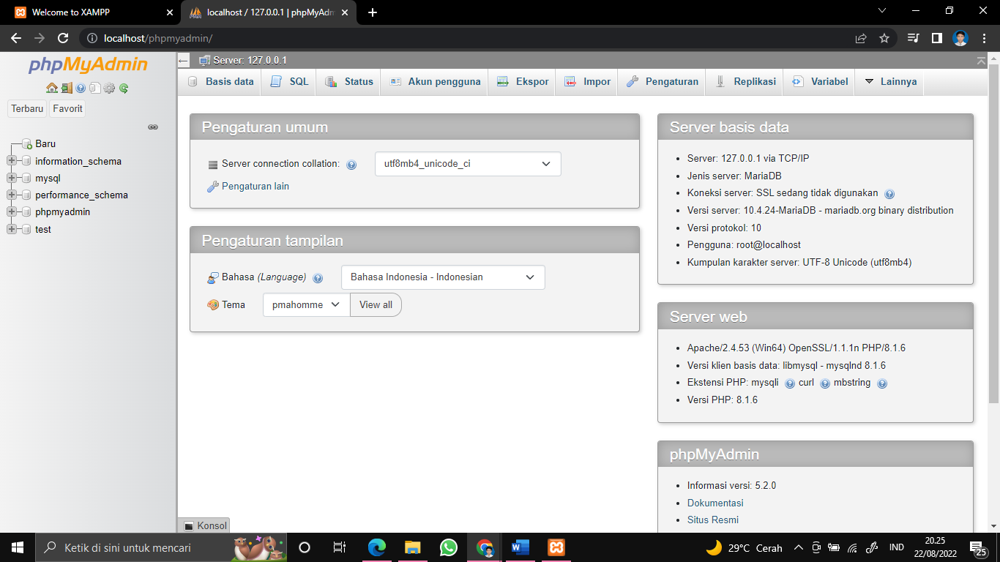 Welcome to XAMPP
localhost / 127.0.0.1 | phpMyAdm
localhost/phpmyadmin/
phpMyAdmin
Terbaru Favorit
Baru
information_schema
mysql
performance_schema
phpmyadmin
test
Server: 127.0.0.1
Basis data SQL Status Akun pengguna Ekspor Impor Pengaturan Replikasi Variabel Lainnya
Pengaturan umum
Server connection collation: utf8mb4_unicode_ci
Pengaturan lain
Pengaturan tampilan
Bahasa (Language) Bahasa Indonesia - Indonesian
Tema pmahomme View all
Server basis data
Server: 127.0.0.1 via TCP/IP
Jenis server: MariaDB
Koneksi server: SSL sedang tidak digunakan
Versi server: 10.4.24-MariaDB - mariadb.org binary distribution
Versi protokol: 10
Pengguna: root@localhost
Kumpulan karakter server: UTF-8 Unicode (utf8mb4)
Server web
Apache/2.4.53 (Win64) OpenSSL/1.1.1n PHP/8.1.6
Versi klien basis data: libmysql - mysqlnd 8.1.6
Ekstensi PHP: mysqli curl mbstring
Versi PHP: 8.1.6
phpMyAdmin
Informasi versi: 5.2.0
Dokumentasi
Situs Resmi
Konsol
Ketik di sini untuk mencari
29°C Cerah
IND
20.25
22/08/2022
25